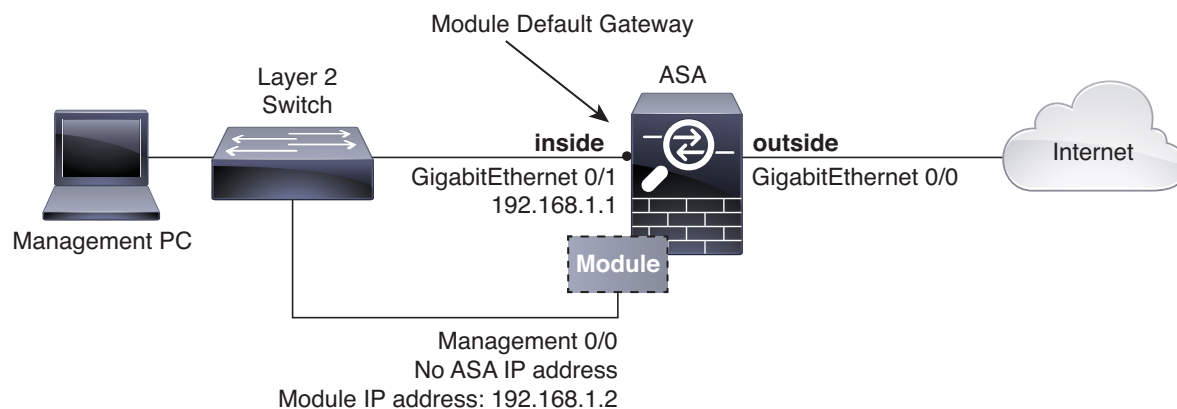 Module Default Gateway
Layer 2
Switch
ASA
inside
outside
Internet
GigabitEthernet 0/1
192.168.1.1
GigabitEthernet 0/0
Management PC
Module
Management 0/0
No ASA IP address
Module IP address: 192.168.1.2